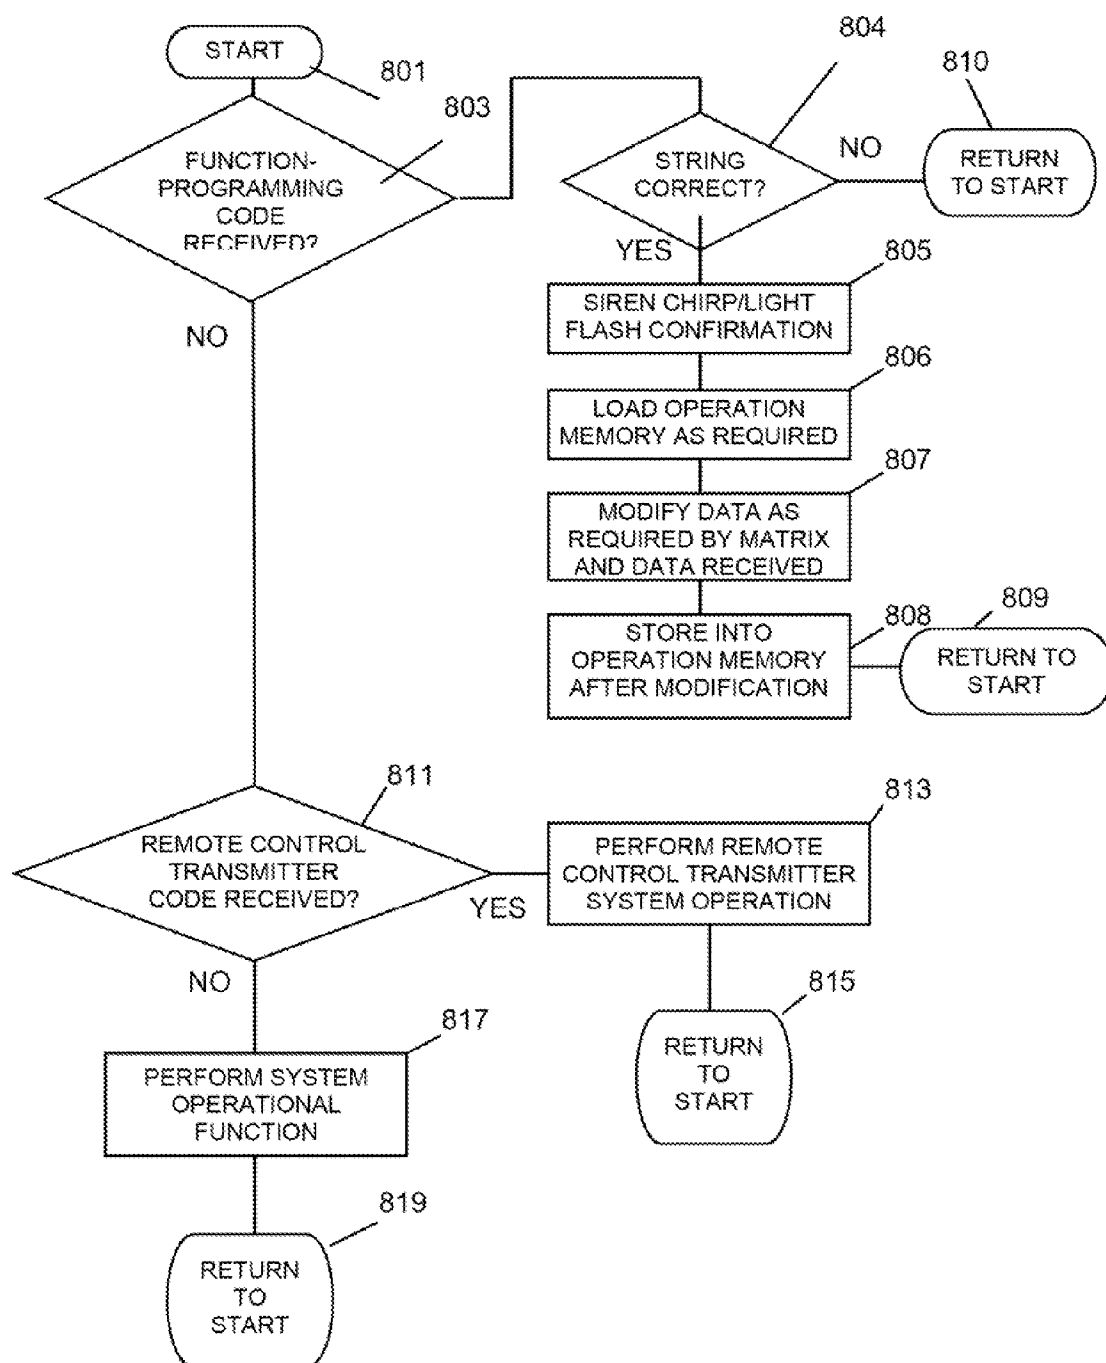 START
801
803
FUNCTION-
PROGRAMMING
CODE
RECEIVED?
804
STRING
CORRECT?
NO
810
RETURN
TO START
YES
805
SIREN CHIRP/LIGHT
FLASH CONFIRMATION
806
LOAD OPERATION
MEMORY AS REQUIRED
807
MODIFY DATA AS
REQUIRED BY MATRIX
AND DATA RECEIVED
808
STORE INTO
OPERATION MEMORY
AFTER MODIFICATION
809
RETURN TO
START
NO
811
REMOTE CONTROL
TRANSMITTER
CODE RECEIVED?
YES
813
PERFORM REMOTE
CONTROL TRANSMITTER
SYSTEM OPERATION
815
RETURN
TO
START
NO
817
PERFORM SYSTEM
OPERATIONAL
FUNCTION
819
RETURN
TO
START